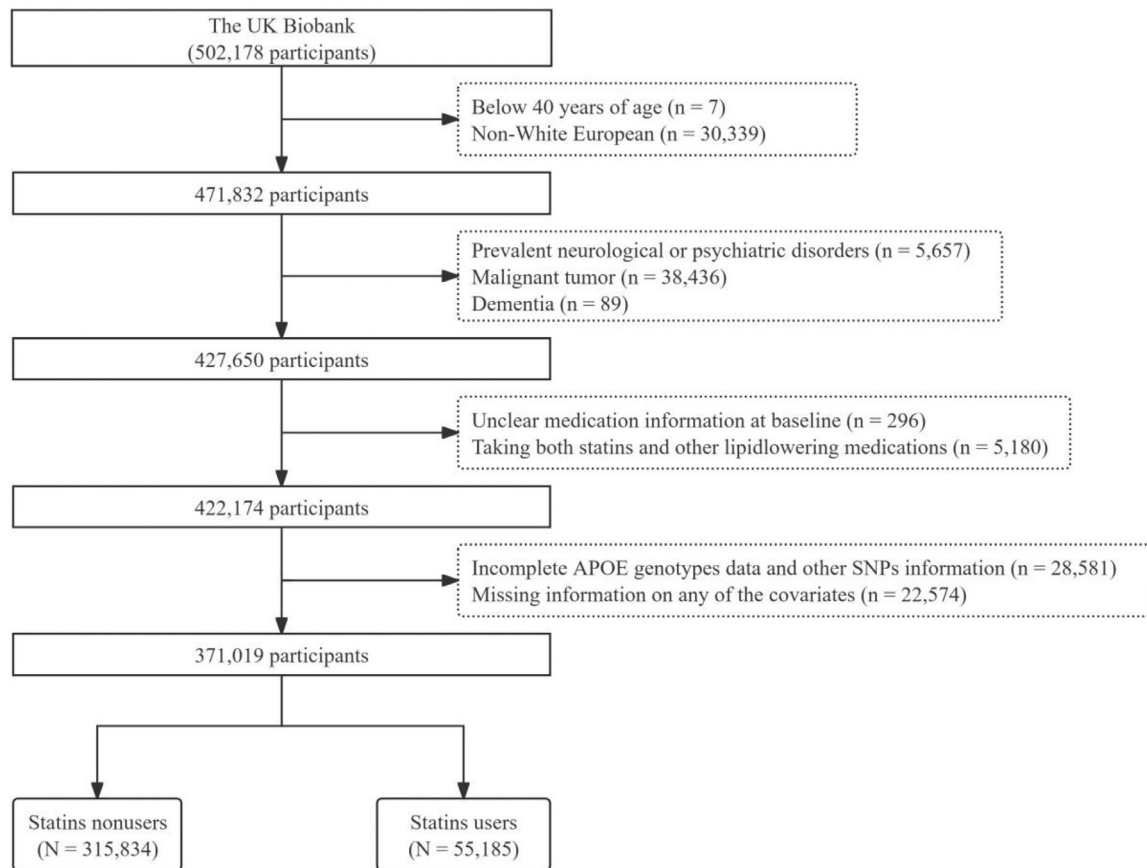 The UK Biobank
(502,178 participants)
Below 40 years of age (n = 7)
Non-White European (n = 30,339)
471,832 participants
Prevalent neurological or psychiatric disorders (n = 5,657)
Malignant tumor (n = 38,436)
Dementia (n = 89)
427,650 participants
Unclear medication information at baseline (n = 296)
Taking both statins and other lipidlowering medications (n = 5,180)
422,174 participants
Incomplete APOE genotypes data and other SNPs information (n = 28,581)
Missing information on any of the covariates (n = 22,574)
371,019 participants
Statins nonusers
(N = 315,834)
Statins users
(N = 55,185)